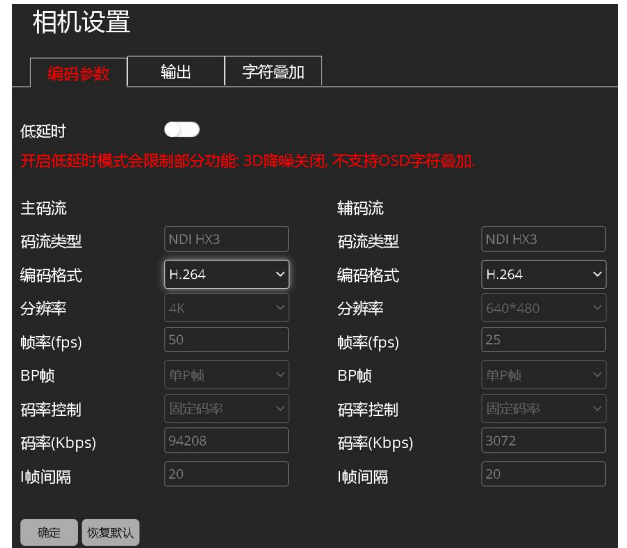 相机设置
编码参数 输出 字符叠加
低延时
开启低延时模式会限制部分功能: 3D降噪关闭, 不支持OSD字符叠加.
主码流 辅码流
码流类型 NDI HX3 码流类型 NDI HX3
编码格式 H.264 编码格式 H.264
分辨率 4K 分辨率 640*480
帧率(fps) 50 帧率(fps) 25
BP帧 单P帧 BP帧 单P帧
码率控制 固定码率 码率控制 固定码率
码率(Kbps) 94208 码率(Kbps) 3072
I帧间隔 20 I帧间隔 20
确定 恢复默认